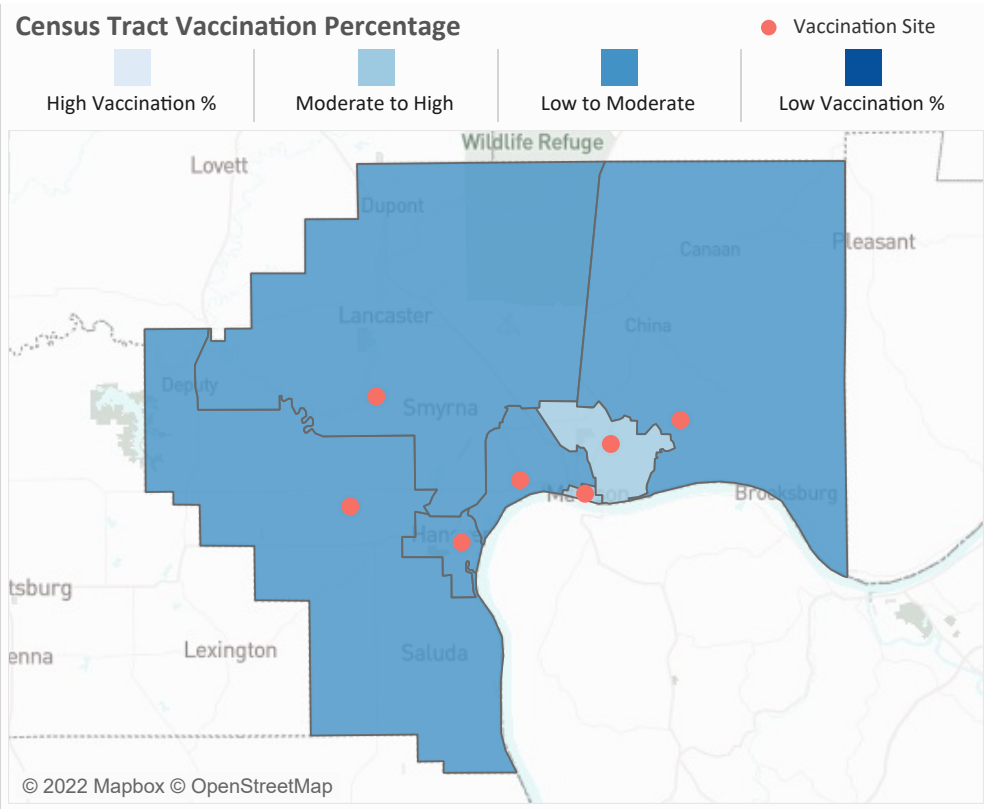 Census Tract Vaccination Percentage
Vaccination Site
High Vaccination %
Moderate to High
Low to Moderate
Low Vaccination %
Wildlife Refuge
Lovett
Dupont
Pleasant
Canaan
Lancaster
China
Deputy
Smyrna
Brooksburg
tsburg
Lexington
enna
Saluda
© 2022 Mapbox © OpenStreetMap